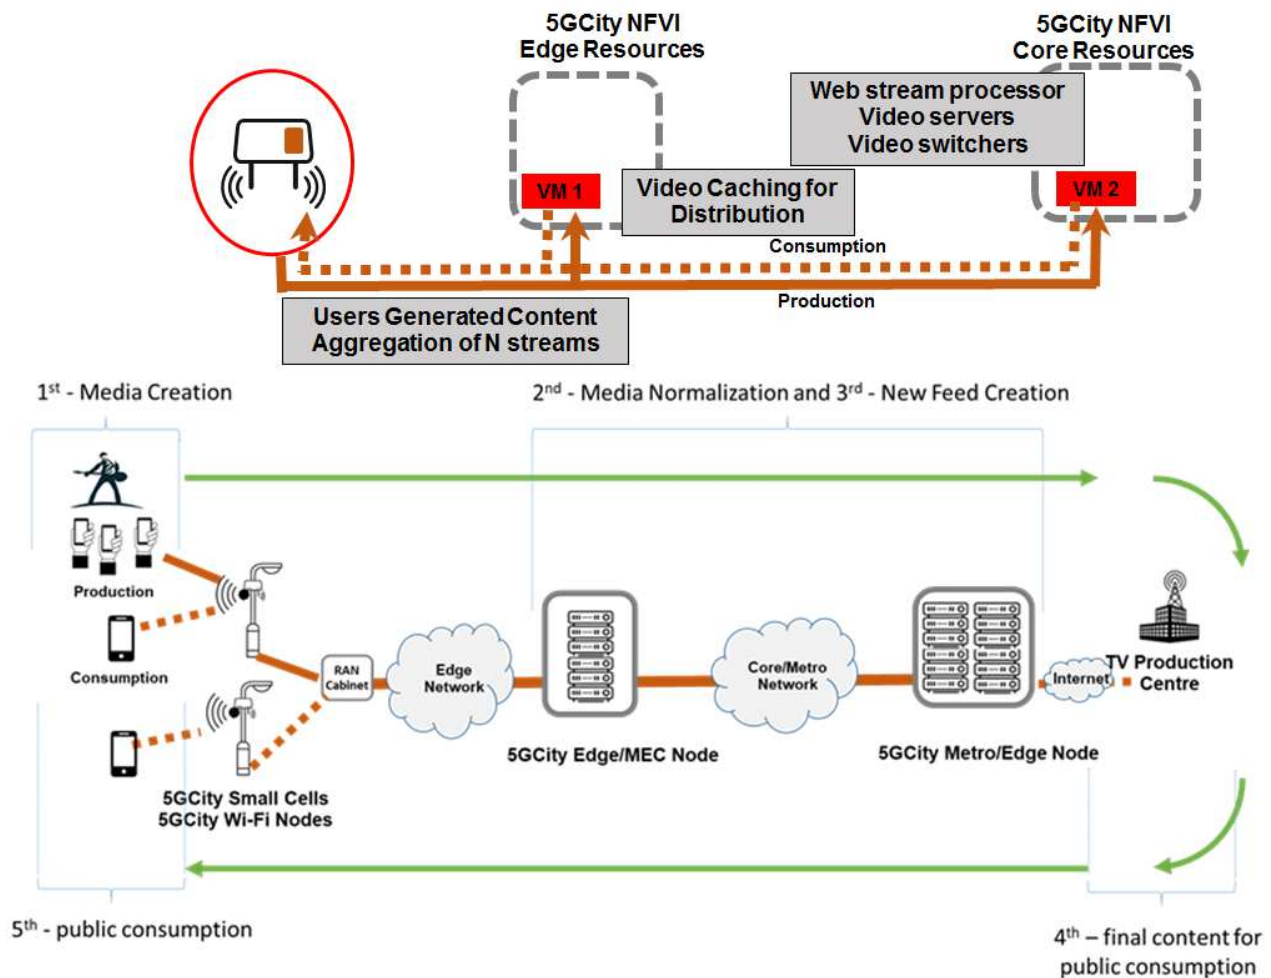 5GCity NFVI
Edge Resources
5GCity NFVI
Core Resources
Web stream processor
Video servers
Video switchers
VM 1
Video Caching for
Distribution
VM 2
Consumption
Production
Users Generated Content
Aggregation of N streams
1st - Media Creation
2nd - Media Normalization and 3rd - New Feed Creation
Production
Consumption
RAN
Cabinet
Edge
Network
Core/Metro
Network
Internet
TV Production
Centre
5GCity Edge/MEC Node
5GCity Metro/Edge Node
5GCity Small Cells
5GCity Wi-Fi Nodes
5th - public consumption
4th – final content for
public consumption